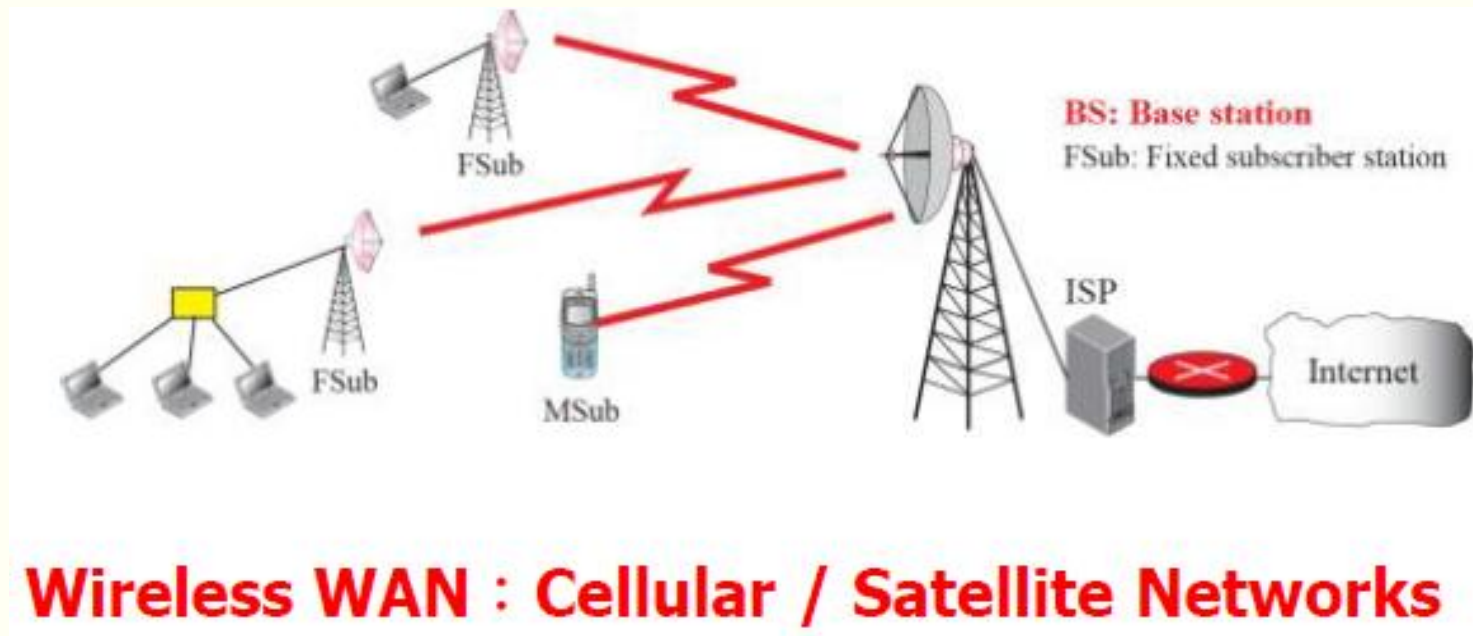 FSub
BS: Base station
FSub: Fixed subscriber station
FSub
MSub
ISP
Internet
Wireless WAN : Cellular / Satellite Networks